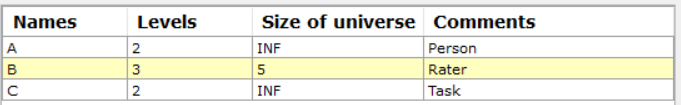 Names Levels Size of universe Comments
A 2 INF Person
B 3 5 Rater
C 2 INF Task